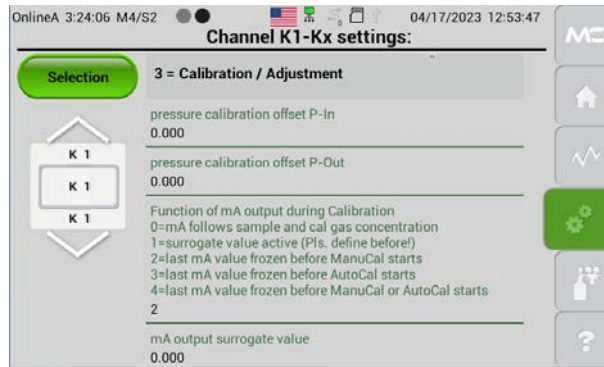 OnlineA 3:24:06 M4/S2
04/17/2023 12:53:47
Channel K1-Kx settings:
MC
Selection
3 = Calibration / Adjustment
pressure calibration offset P-In
0.000
K 1
K 1
K 1
pressure calibration offset P-Out
0.000
Function of mA output during Calibration
0=mA follows sample and cal gas concentration
1=surrogate value active (Pls. define before!)
2=last mA value frozen before ManuCal starts
3=last mA value frozen before AutoCal starts
4=last mA value frozen before ManuCal or AutoCal starts
2
mA output surrogate value
0.000
?